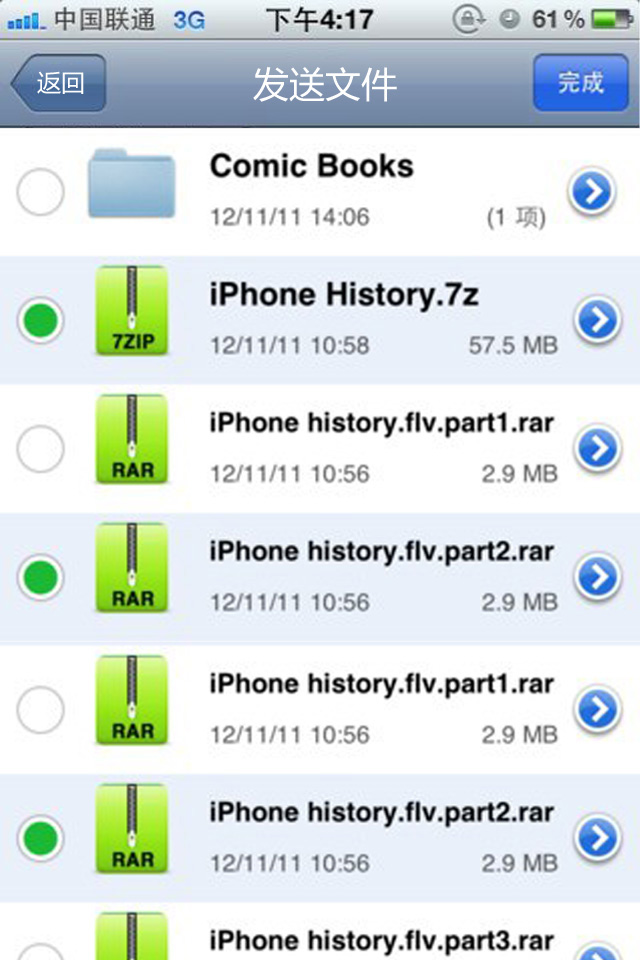 中国联通 3G 下午4:17 61%
返回 发送文件 完成
Comic Books
12/11/11 14:06 (1 项)
iPhone History.7z
7ZIP 12/11/11 10:58 57.5 MB
iPhone history.flv.part1.rar
RAR 12/11/11 10:56 2.9 MB
iPhone history.flv.part2.rar
RAR 12/11/11 10:56 2.9 MB
iPhone history.flv.part1.rar
RAR 12/11/11 10:56 2.9 MB
iPhone history.flv.part2.rar
RAR 12/11/11 10:56 2.9 MB
iPhone history.flv.part3.rar